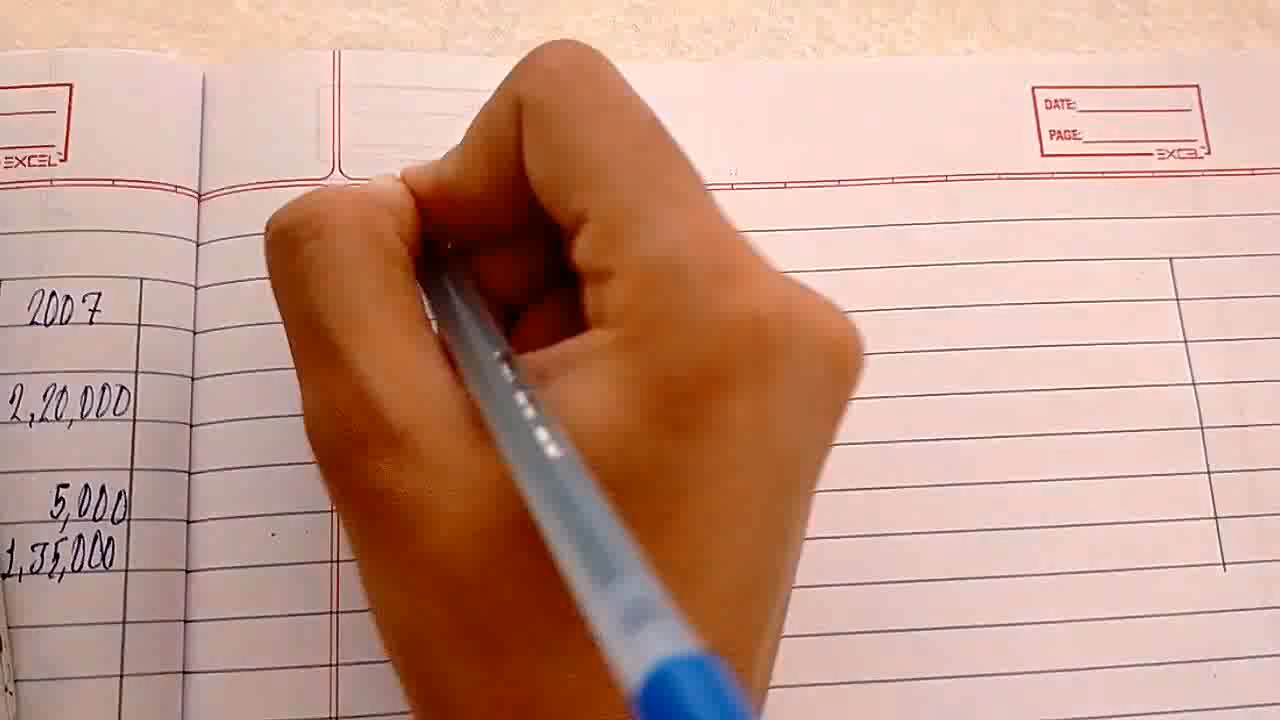 EXCEL
2007
2,20,000
5,000
1,35,000
DATE:
PAGE:
EXCEL